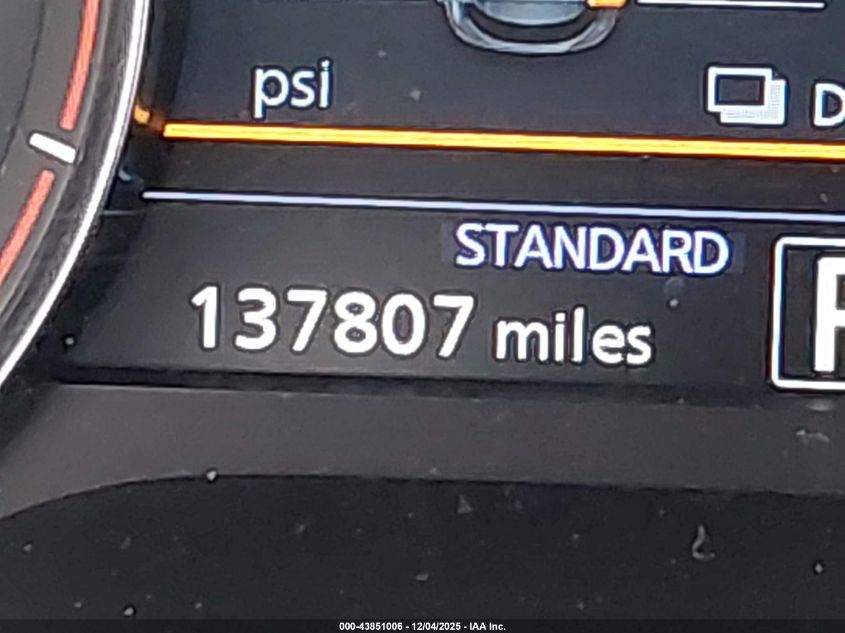 psi
D
STANDARD
137807 miles
P
000-43851006 - 12/04/2025 - IAA Inc.